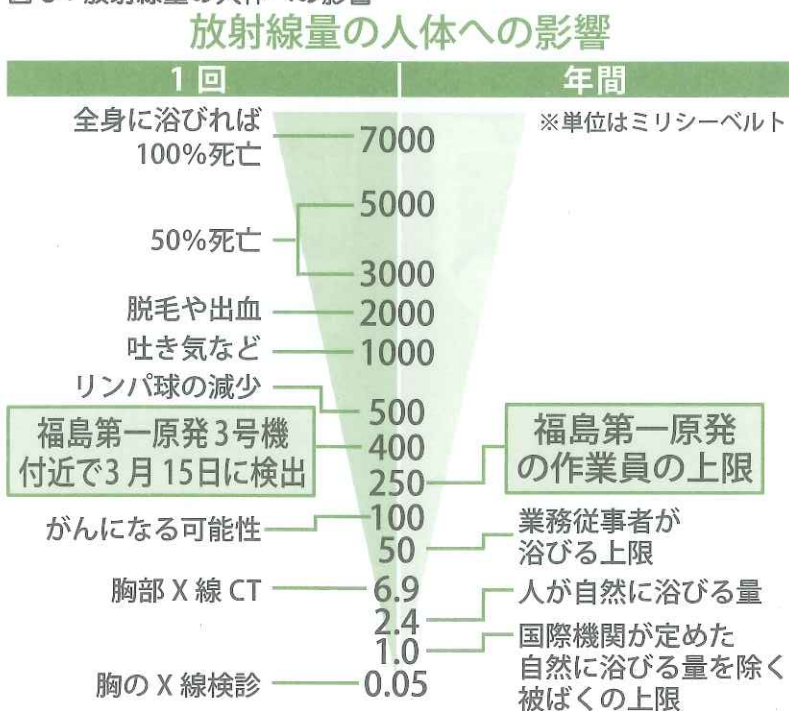 放射線量の人体への影響
1回 年間
※単位はミリシーベルト
全身に浴びれば
100%死亡
7000
5000
50%死亡
3000
脱毛や出血
2000
吐き気など
1000
リンパ球の減少
500
福島第一原発3号機
付近で3月15日に検出
400
福島第一原発
の作業員の上限
250
がんになる可能性
100
業務従事者が
浴びる上限
50
胸部X線CT
6.9
人が自然に浴びる量
2.4
国際機関が定めた
自然に浴びる量を除く
被ばくの上限
1.0
胸のX線検診
0.05